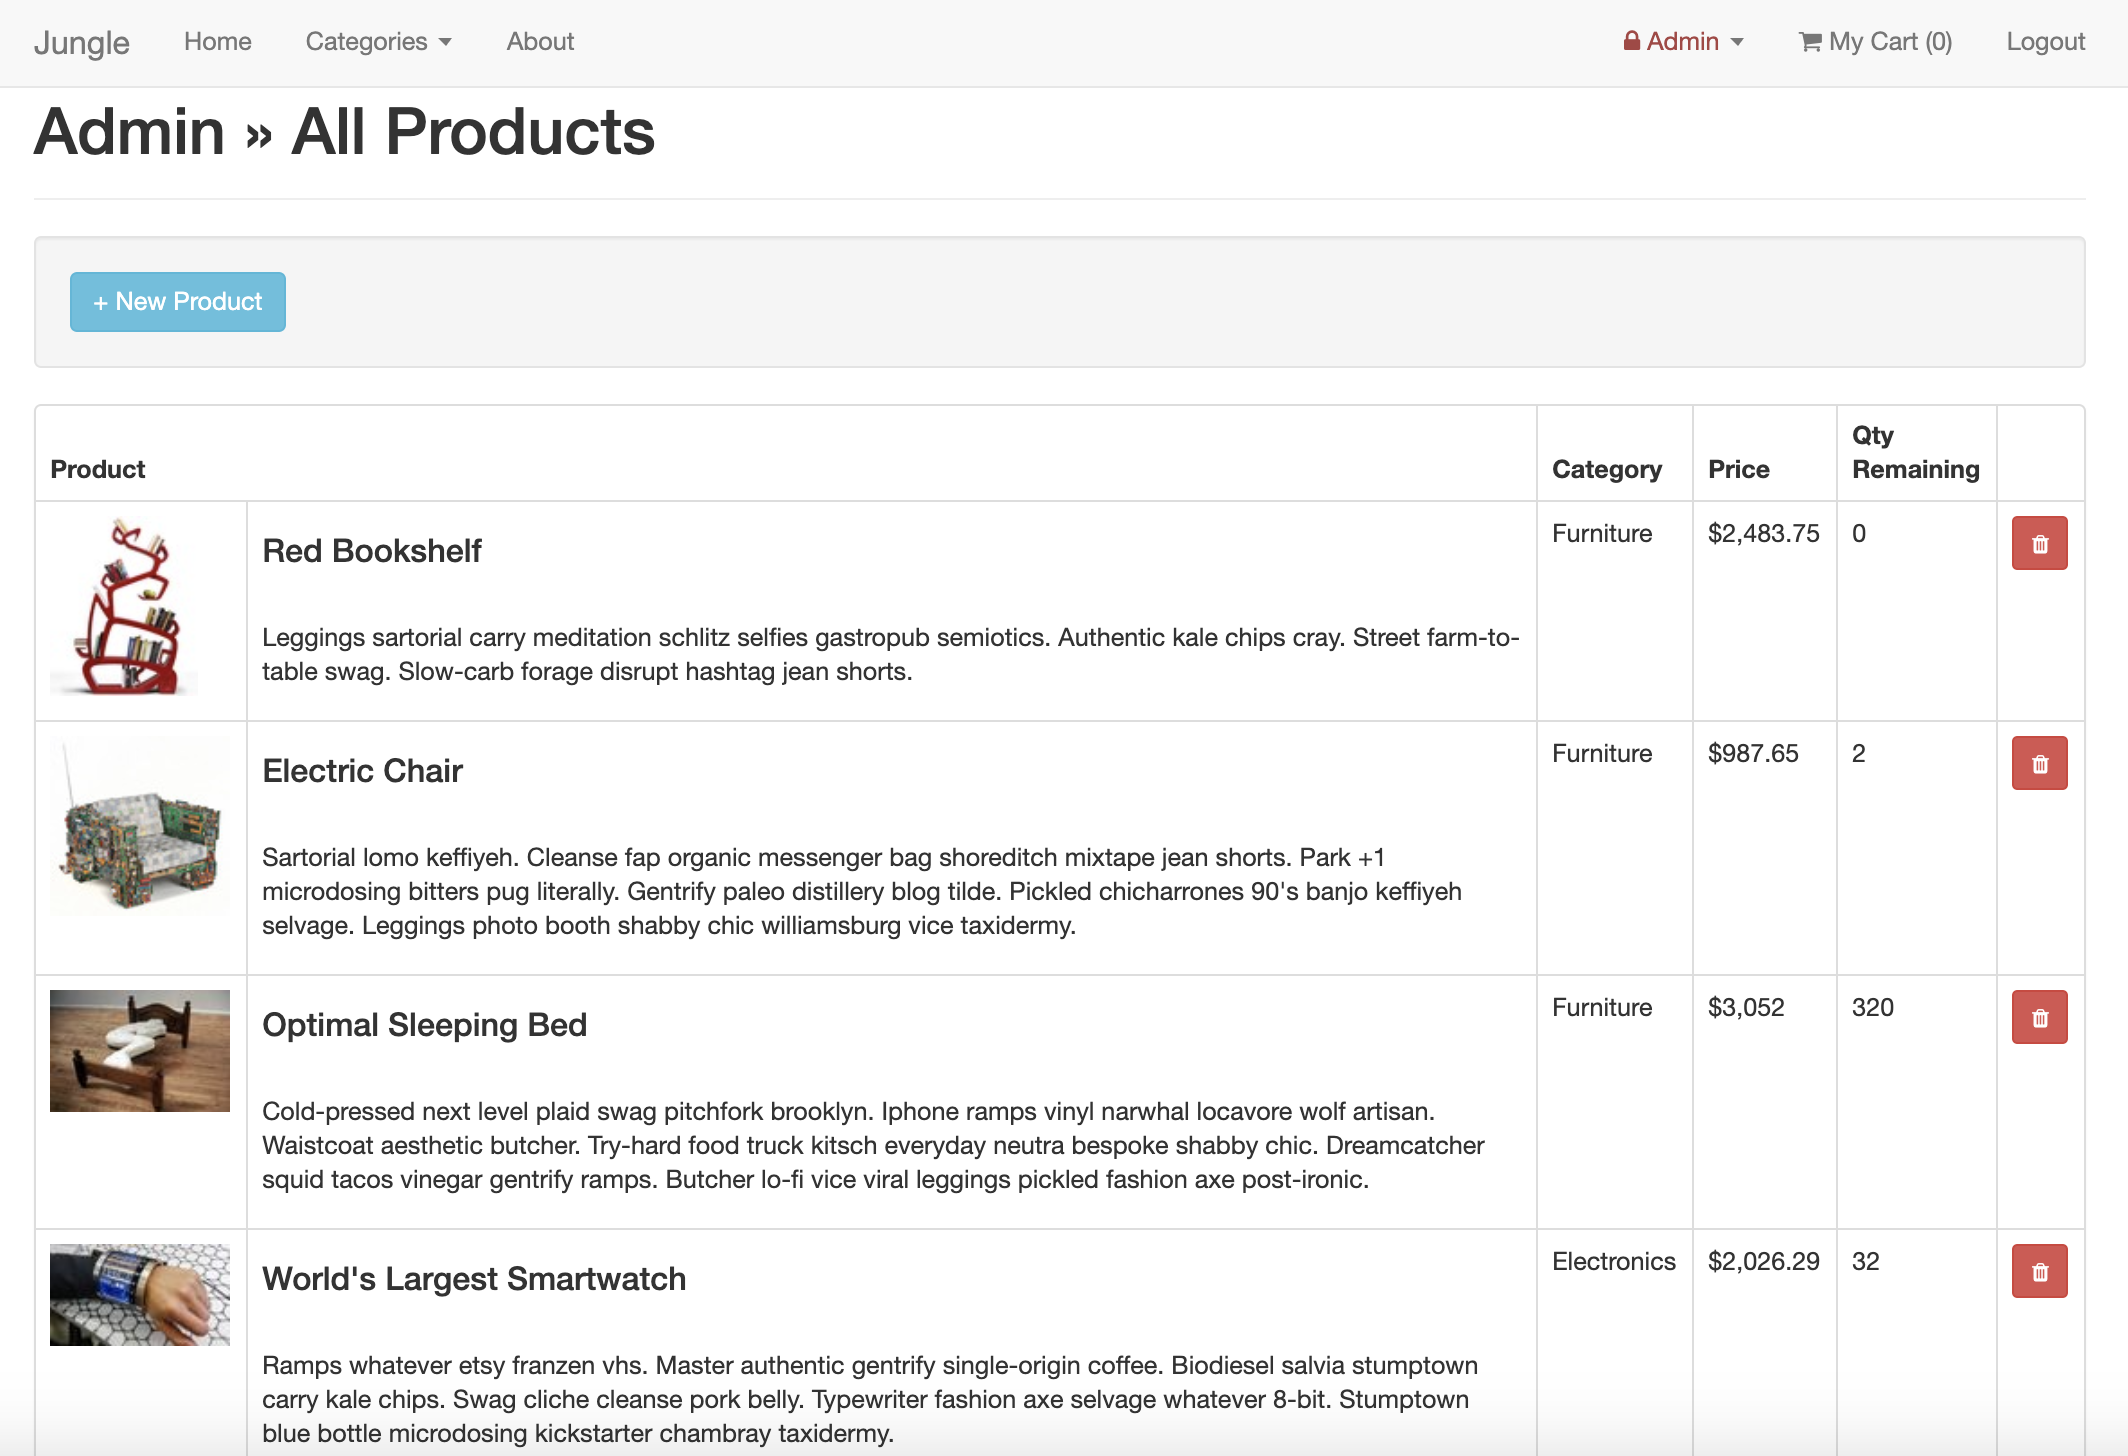 Jungle Home Categories About Admin My Cart (0) Logout
Admin » All Products
+ New Product
Product Category Price Qty Remaining
Red Bookshelf
Furniture $2,483.75 0
Leggings sartorial carry meditation schlitz selfies gastropub semiotics. Authentic kale chips cray. Street farm-to-
table swag. Slow-carb forage disrupt hashtag jean shorts.
Electric Chair
Furniture $987.65 2
Sartorial lomo keffiyeh. Cleanse fap organic messenger bag shoreditch mixtape jean shorts. Park +1
microdosing bitters pug literally. Gentrify paleo distillery blog tilde. Pickled chicharrones 90's banjo keffiyeh
selvage. Leggings photo booth shabby chic williamsburg vice taxidermy.
Optimal Sleeping Bed
Furniture $3,052 320
Cold-pressed next level plaid swag pitchfork brooklyn. Iphone ramps vinyl narwhal locavore wolf artisan.
Waistcoat aesthetic butcher. Try-hard food truck kitsch everyday neutra bespoke shabby chic. Dreamcatcher
squid tacos vinegar gentrify ramps. Butcher lo-fi vice viral leggings pickled fashion axe post-ironic.
World's Largest Smartwatch
Electronics $2,026.29 32
Ramps whatever etsy franzen vhs. Master authentic gentrify single-origin coffee. Biodiesel salvia stumptown
carry kale chips. Swag cliche cleanse pork belly. Typewriter fashion axe selvage whatever 8-bit. Stumptown
blue bottle microdosing kickstarter chambray taxidermy.